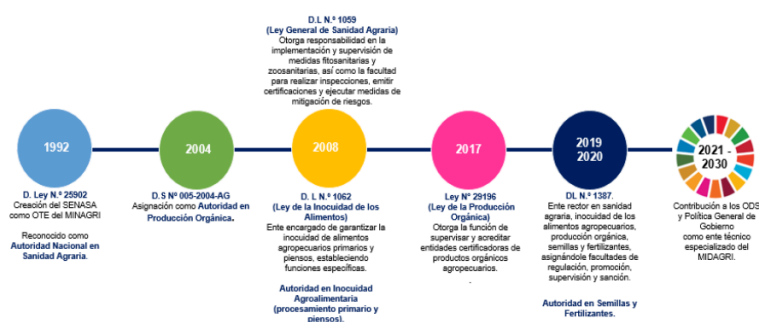 D.L N.º 1059
(Ley General de Sanidad Agraria)
Otorga responsabilidad en la
implementación y supervisión de
medidas fitosanitarias y
zoosanitarias, así como la facultad
para realizar inspecciones, emitir
certificaciones y ejecutar medidas de
mitigación de riesgos.
1992
2004
2008
2017
2019
2020
2021 -
2030
D. Ley N.º 25902
Creación del SENASA
como OTE del MINAGRI
Reconocido como
Autoridad Nacional en
Sanidad Agraria.
D.S Nº 005-2004-AG
Asignación como Autoridad en
Producción Orgánica.
D. L N.º 1062
(Ley de la Inocuidad de los
Alimentos)
Ente encargado de garantizar la
inocuidad de alimentos
agropecuarios primarios y
piensos, estableciendo
funciones específicas.
Autoridad en Inocuidad
Agroalimentaria
(procesamiento primario y
piensos).
Ley Nº 29196
(Ley de la Producción
Orgánica)
Otorga la función de
supervisar y acreditar
entidades certificadoras de
productos orgánicos
agropecuarios.
.
DL N.º 1387.
Ente rector en sanidad
agraria, inocuidad de los
alimentos agropecuarios,
producción orgánica,
semillas y fertilizantes,
asignándole facultades de
regulación, promoción,
supervisión y sanción.
Autoridad en Semillas y
Fertilizantes.
Contribución a los ODS
y Política General de
Gobierno
como ente técnico
especializado del
MIDAGRI.